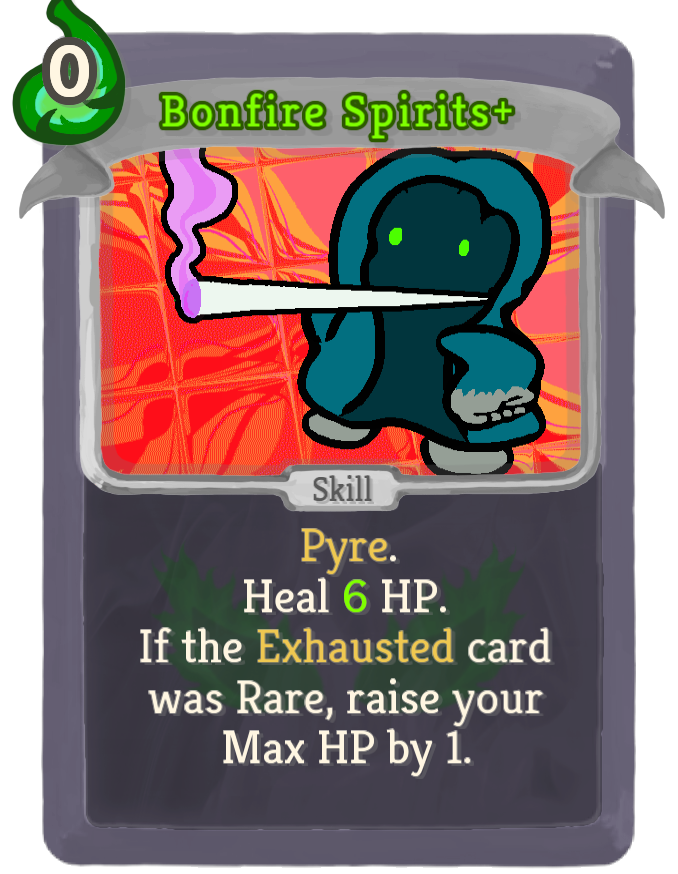 0
Bonfire Spirits+
Skill
Pyre.
Heal 6 HP.
If the Exhausted card
was Rare, raise your
Max HP by 1.